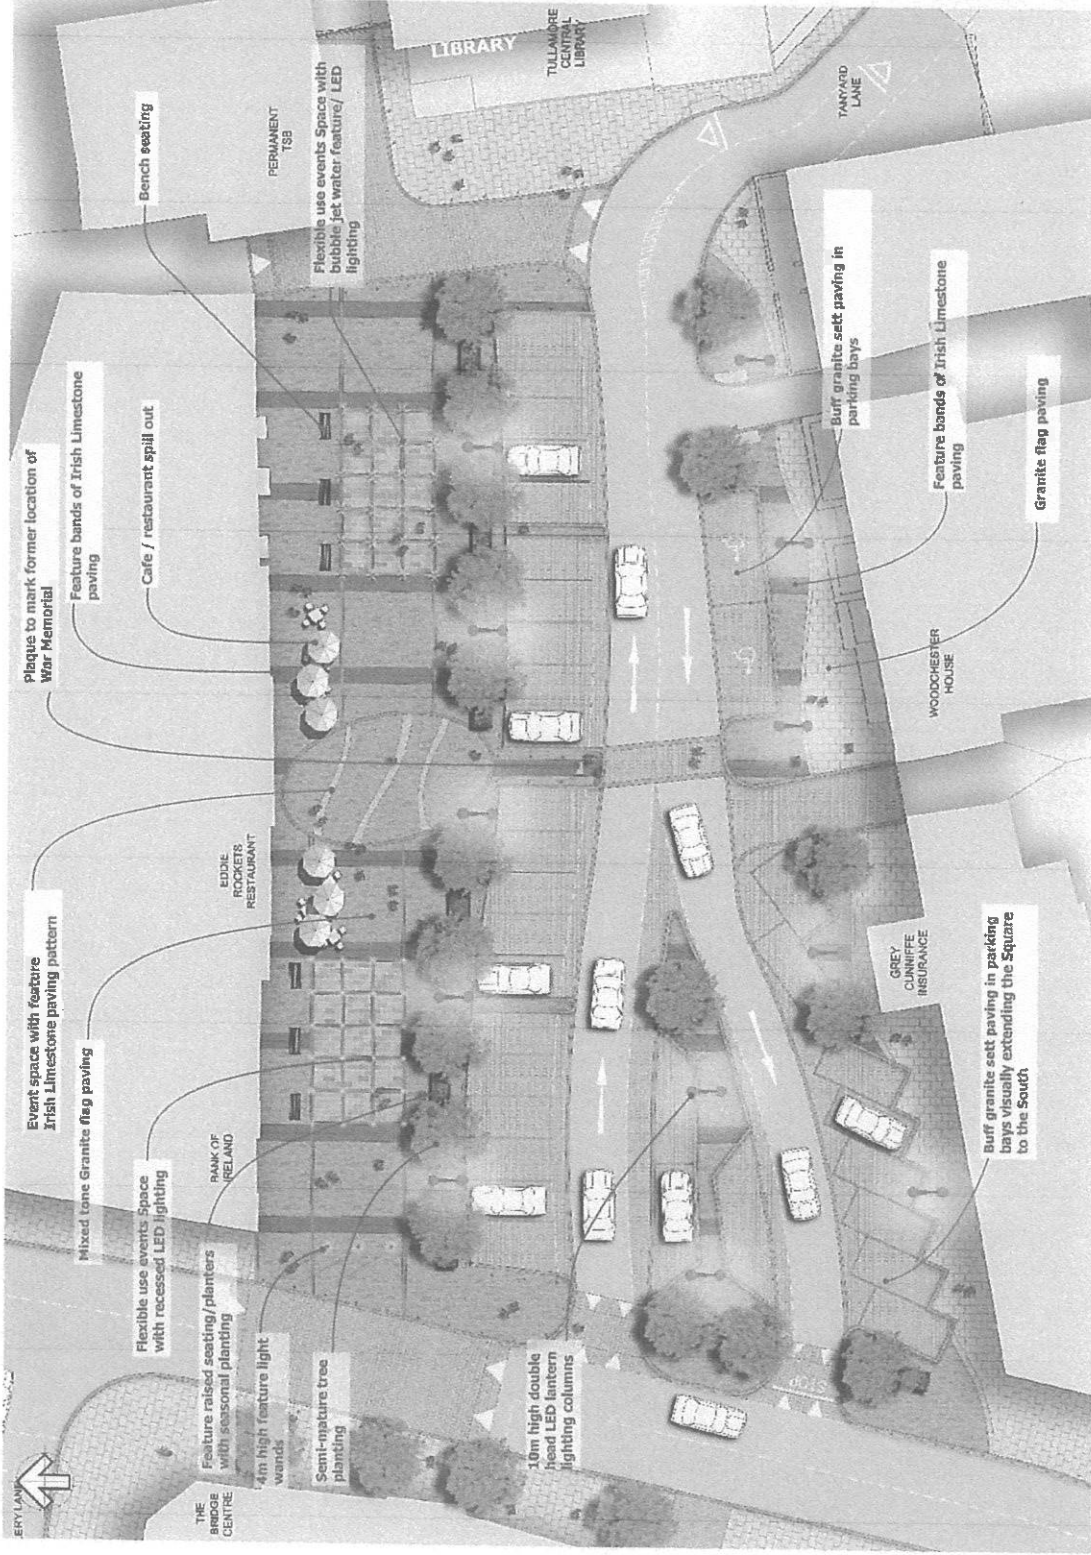 Plaque to mark former location of
War Memorial
Feature bands of Irish Limestone
paving
Cafe / restaurant spill out
Bench seating
PERMANENT
TSB
Flexible use events Space with
bubble jet water feature/ LED
lighting
LIBRARY
TULLAMORE
CENTRAL
LIBRARY
TANYARD
LANE
Event space with feature
Irish Limestone paving pattern
Mixed tone Granite flag paving
Flexible use events Space
with recessed LED lighting
EDDIE
ROCKETS
RESTAURANT
BANK OF
IRELAND
Feature raised seating/planters
with seasonal planting
4m high feature light
wands
Semi-mature tree
planting
10m high double
head LED lantern
lighting columns
THE
BRIDGE
CENTRE
STOP
Buff granite sett paving in
parking bays
Feature bands of Irish Limestone
paving
Granite flag paving
WOODCHESTER
HOUSE
GREY
CUNNIFFE
INSURANCE
Buff granite sett paving in parking
bays visually extending the Square
to the South